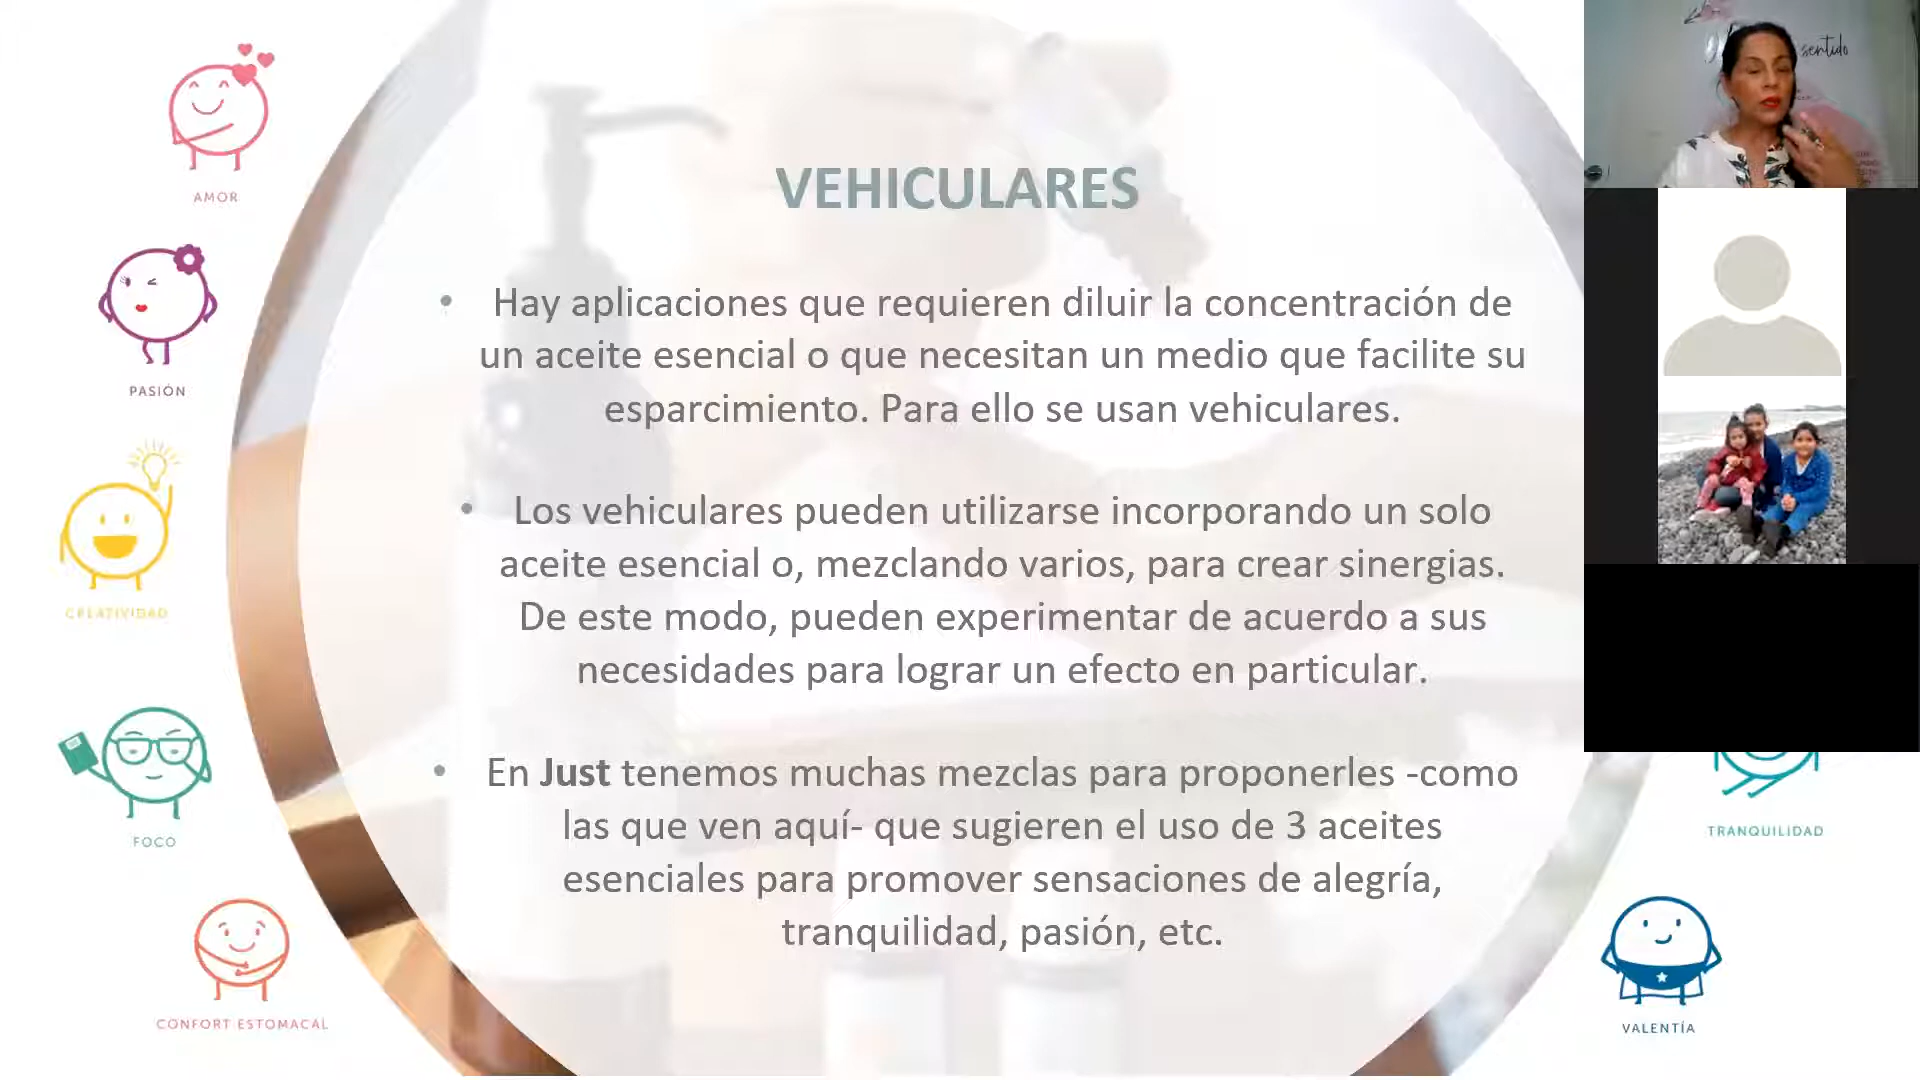 AMOR
PASIÓN
CREATIVIDAD
FOCO
CONFORT ESTOMACAL
VEHICULARES
• Hay aplicaciones que requieren diluir la concentración de
un aceite esencial o que necesitan un medio que facilite su
esparcimiento. Para ello se usan vehiculares.
• Los vehiculares pueden utilizarse incorporando un solo
aceite esencial o, mezclando varios, para crear sinergias.
De este modo, pueden experimentar de acuerdo a sus
necesidades para lograr un efecto en particular.
• En Just tenemos muchas mezclas para proponerles -como
las que ven aquí- que sugieren el uso de 3 aceites
esenciales para promover sensaciones de alegría,
tranquilidad, pasión, etc.
sentido
TRANQUILIDAD
VALENTÍA